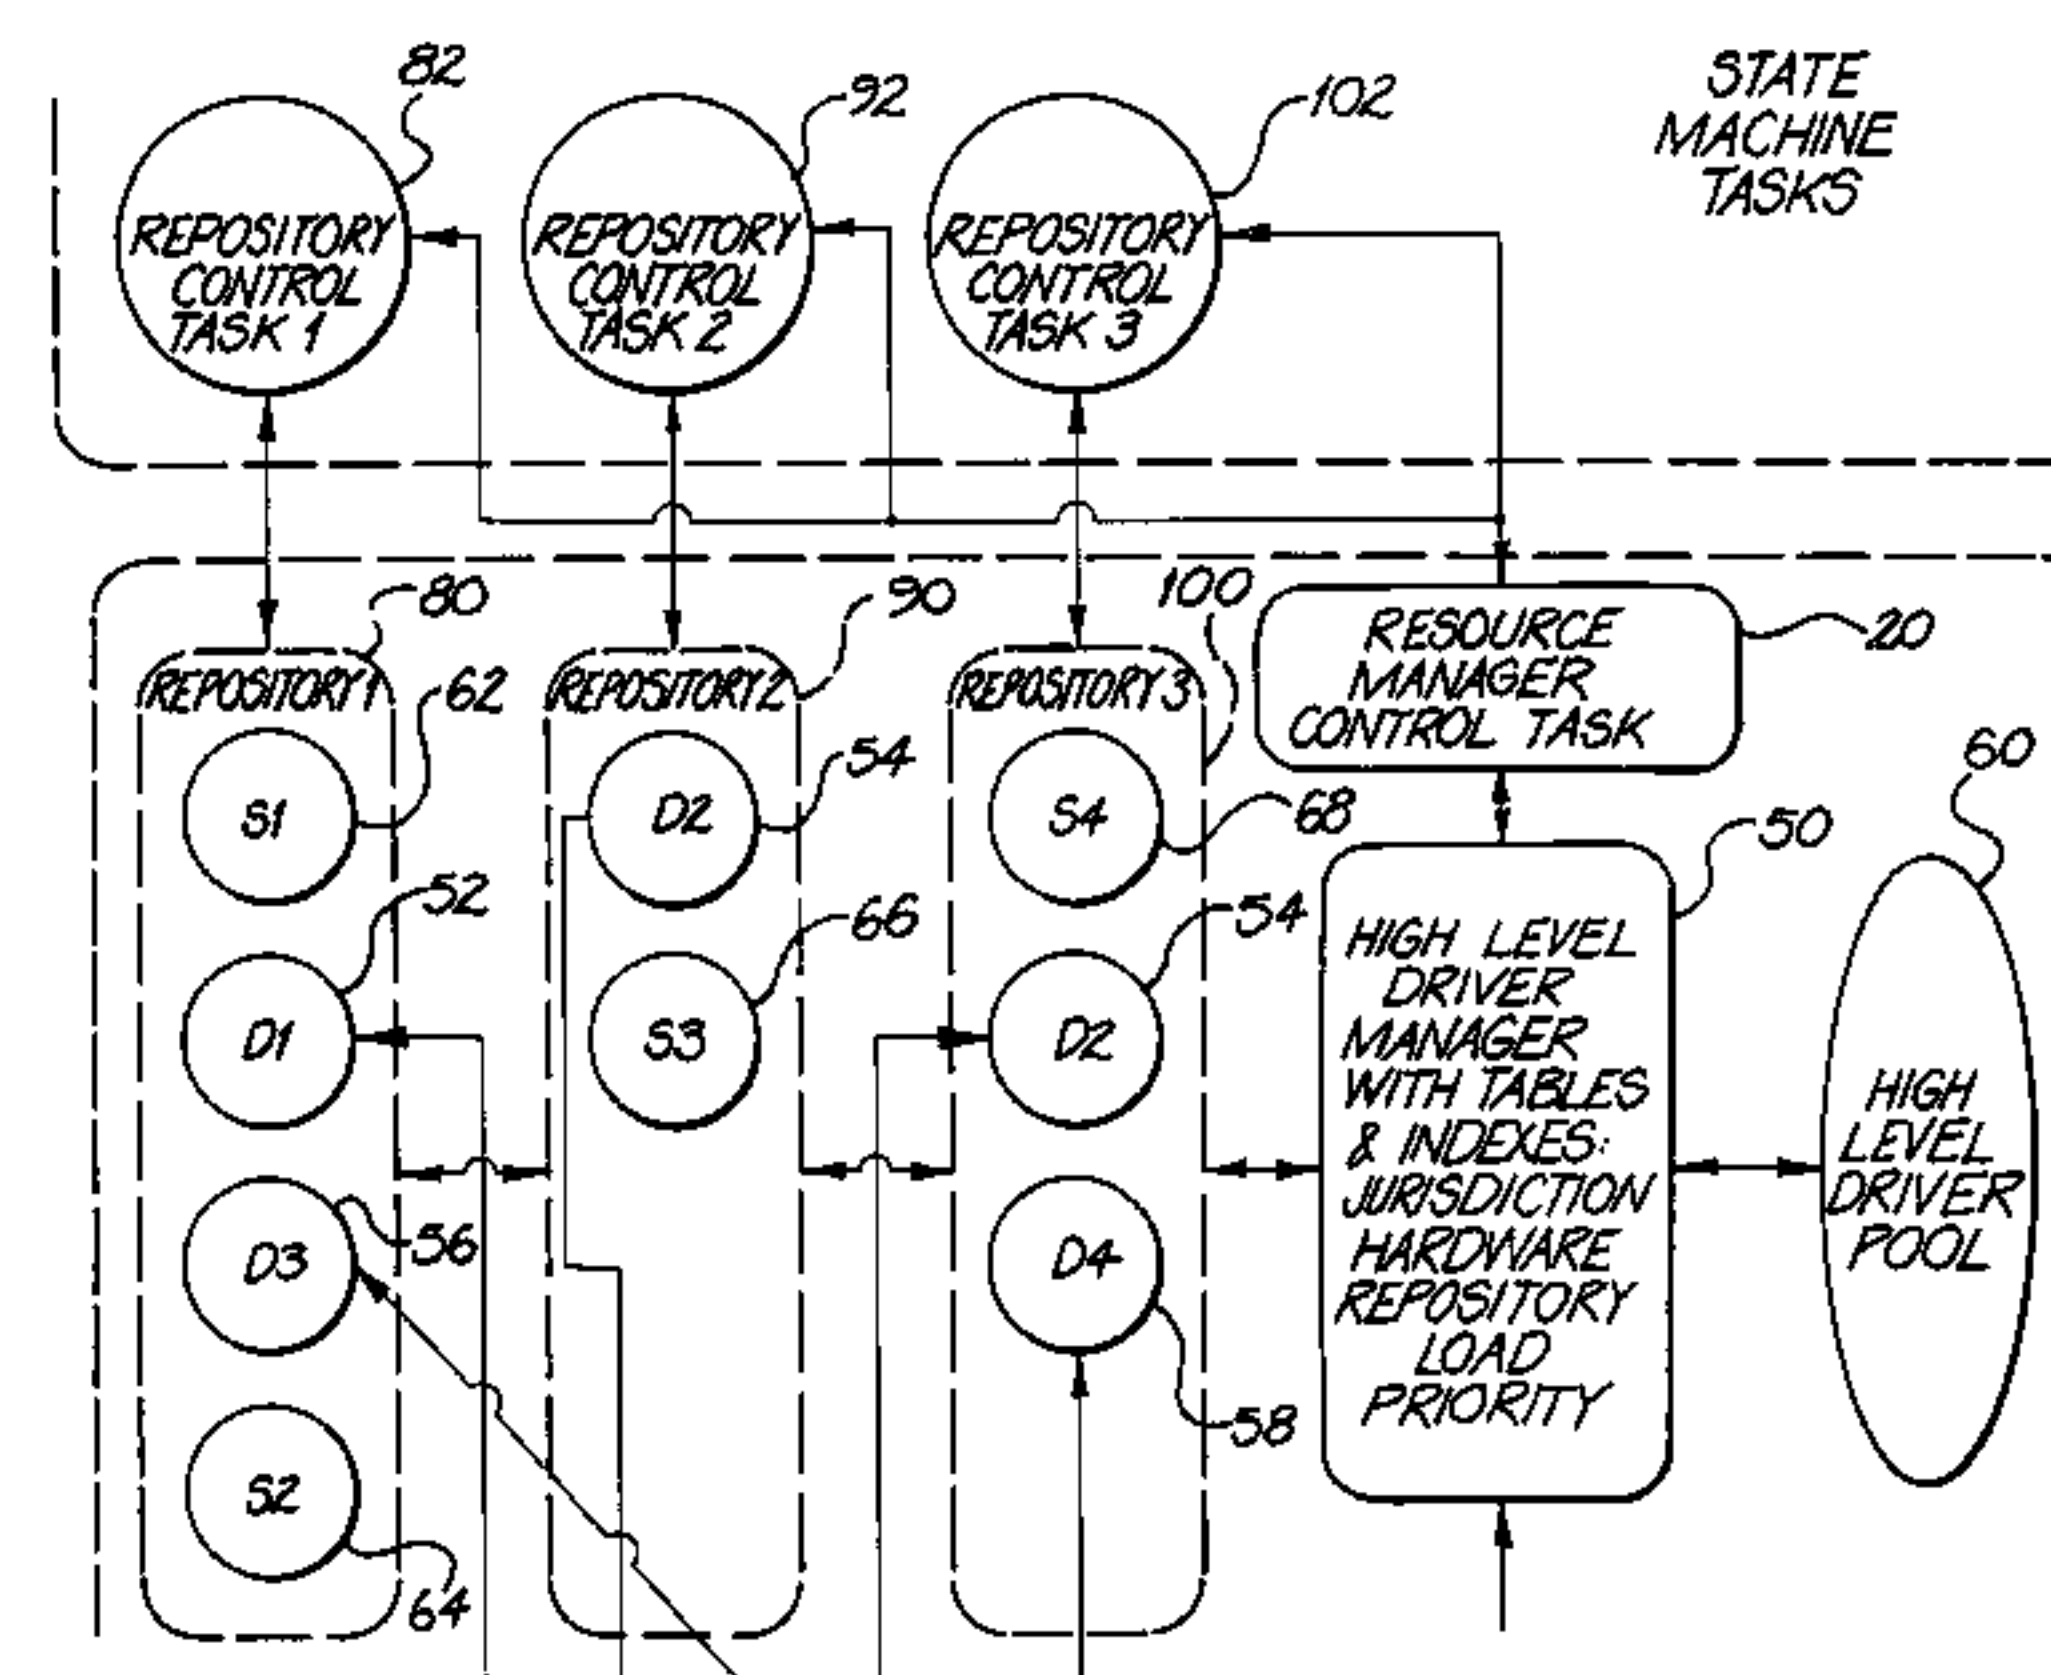 82
92
102
STATE
MACHINE
TASKS
REPOSITORY
CONTROL
TASK 1
REPOSITORY
CONTROL
TASK 2
REPOSITORY
CONTROL
TASK 3
80
90
100
RESOURCE
MANAGER
CONTROL TASK
20
REPOSITORY 1
62
S1
52
D1
D3
56
S2
64
REPOSITORY 2
D2
54
66
S3
REPOSITORY 3
S4
68
54
D2
D4
58
50
HIGH LEVEL
DRIVER
MANAGER
WITH TABLES
& INDEXES:
JURISDICTION
HARDWARE
REPOSITORY
LOAD
PRIORITY
60
HIGH
LEVEL
DRIVER
POOL